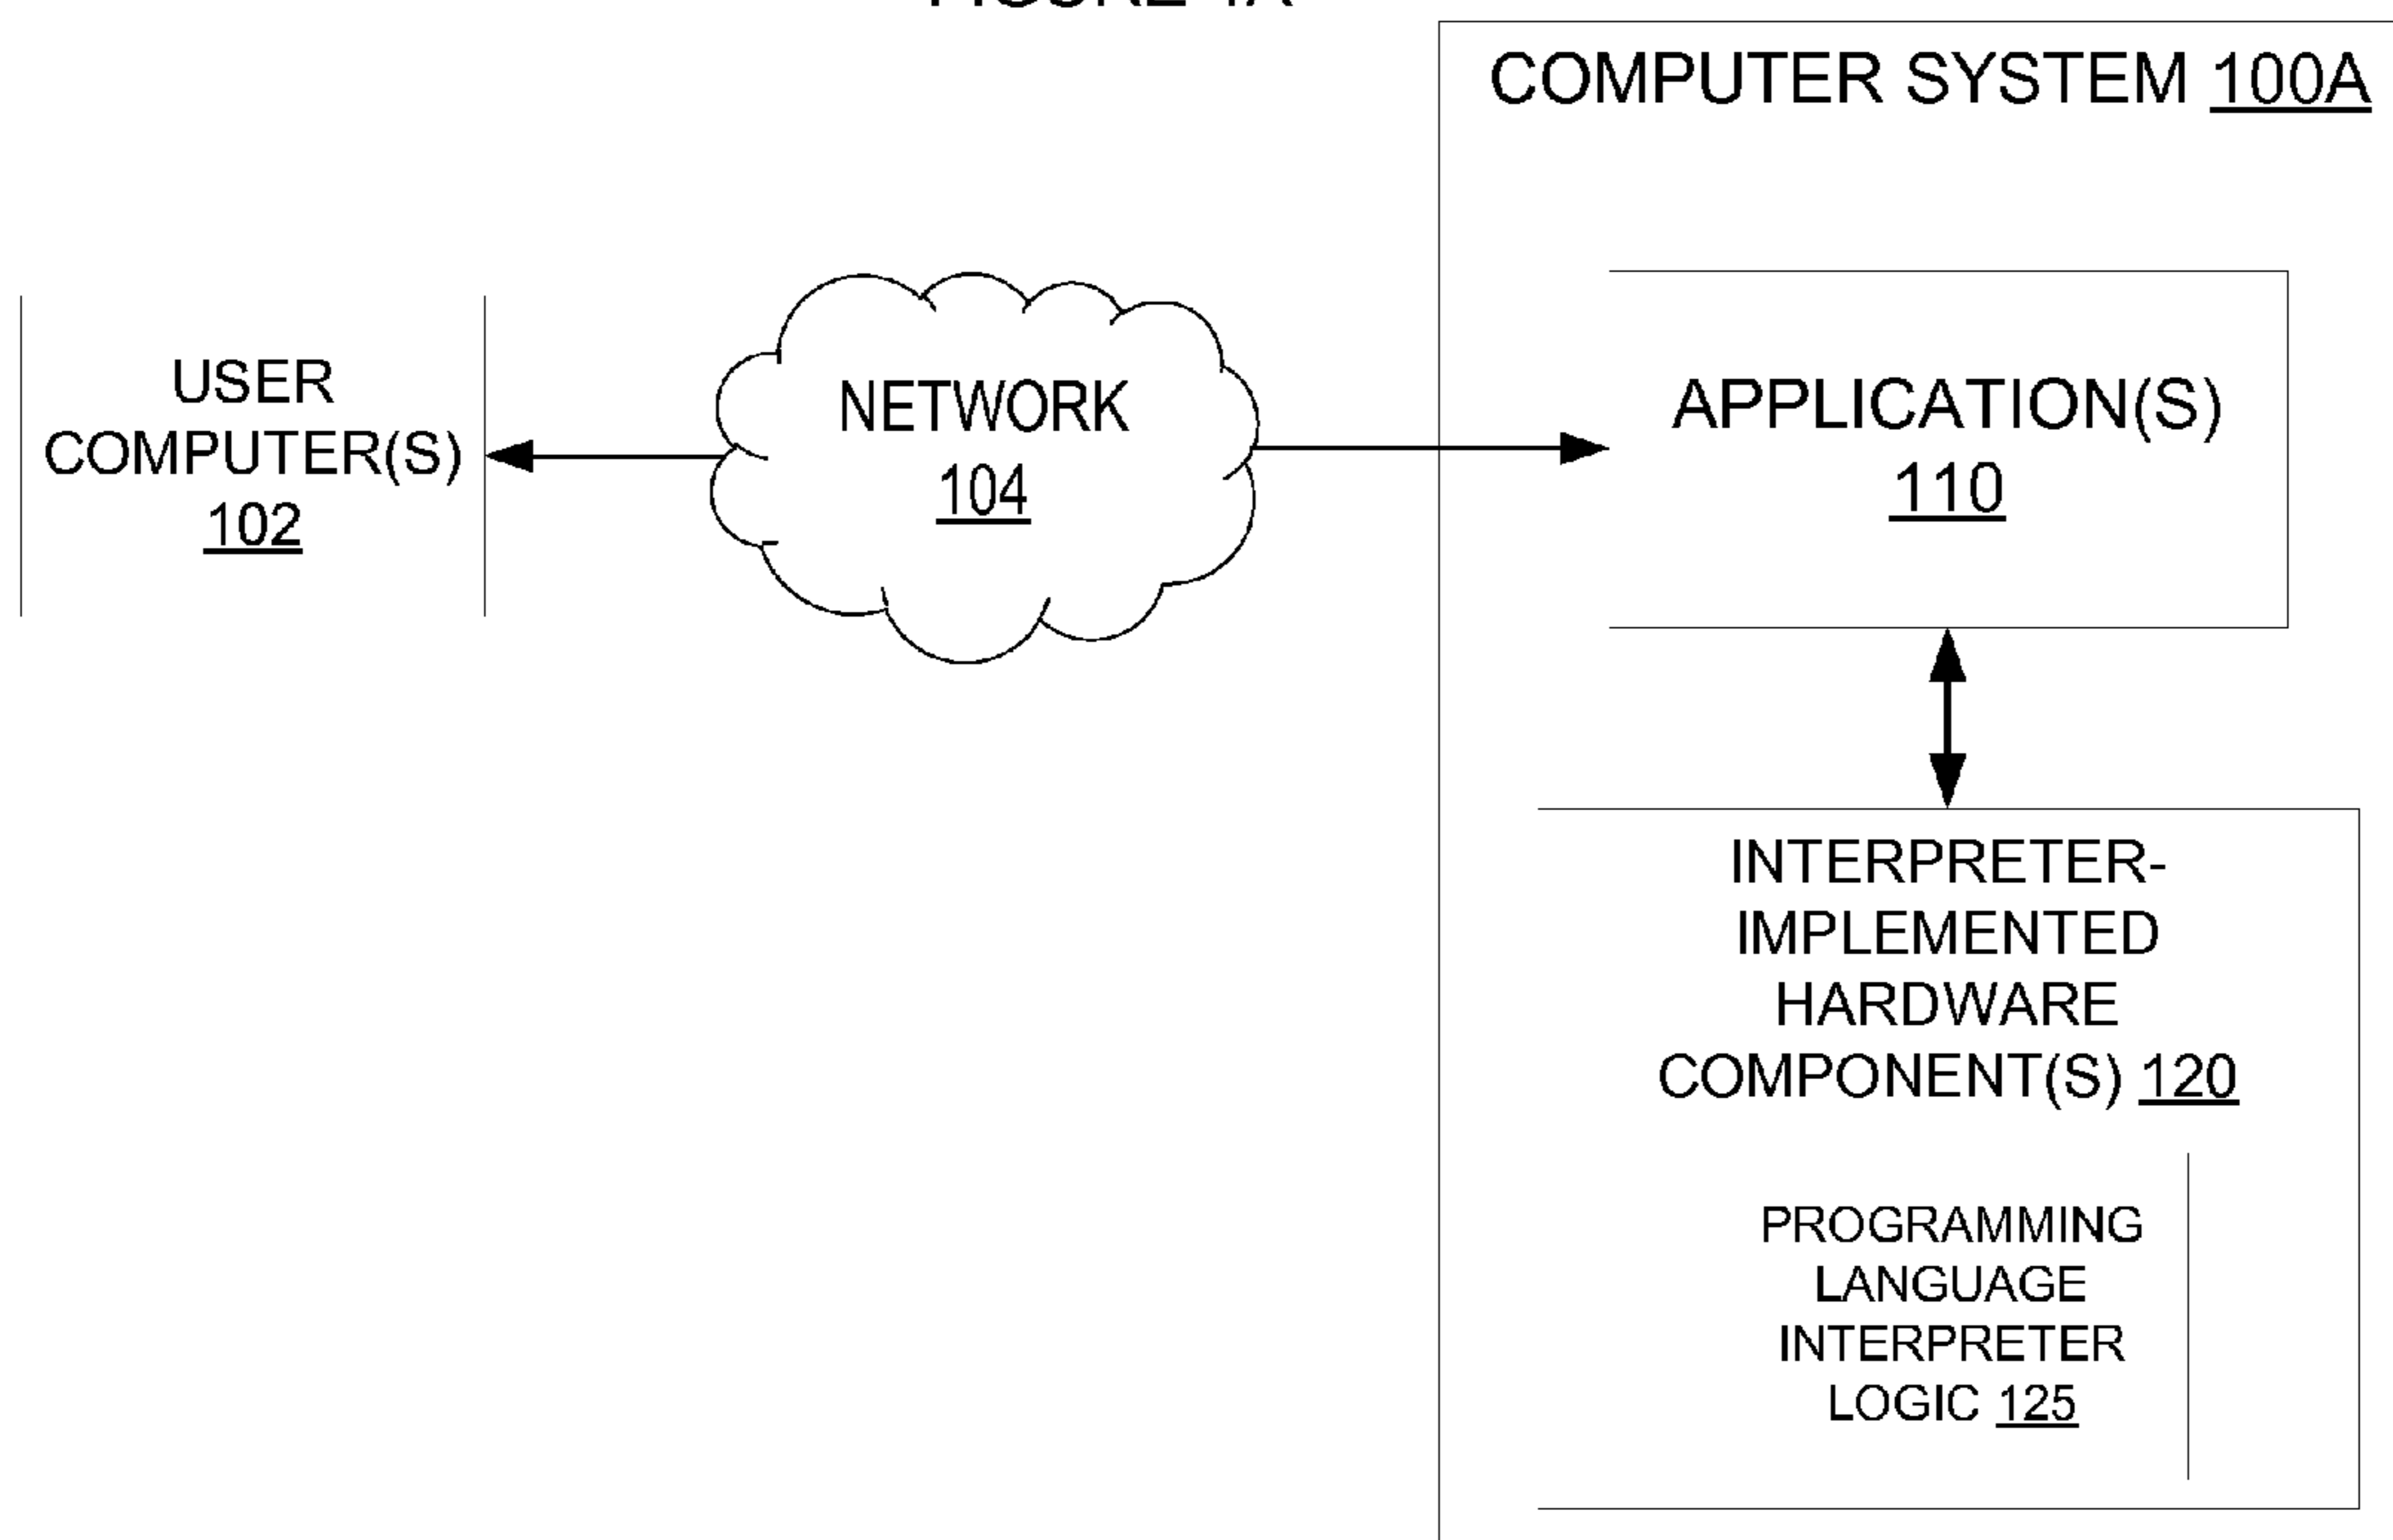 COMPUTER SYSTEM 100A
USER
COMPUTER(S)
102
NETWORK
104
APPLICATION(S)
110
INTERPRETER-
IMPLEMENTED
HARDWARE
COMPONENT(S) 120
PROGRAMMING
LANGUAGE
INTERPRETER
LOGIC 125